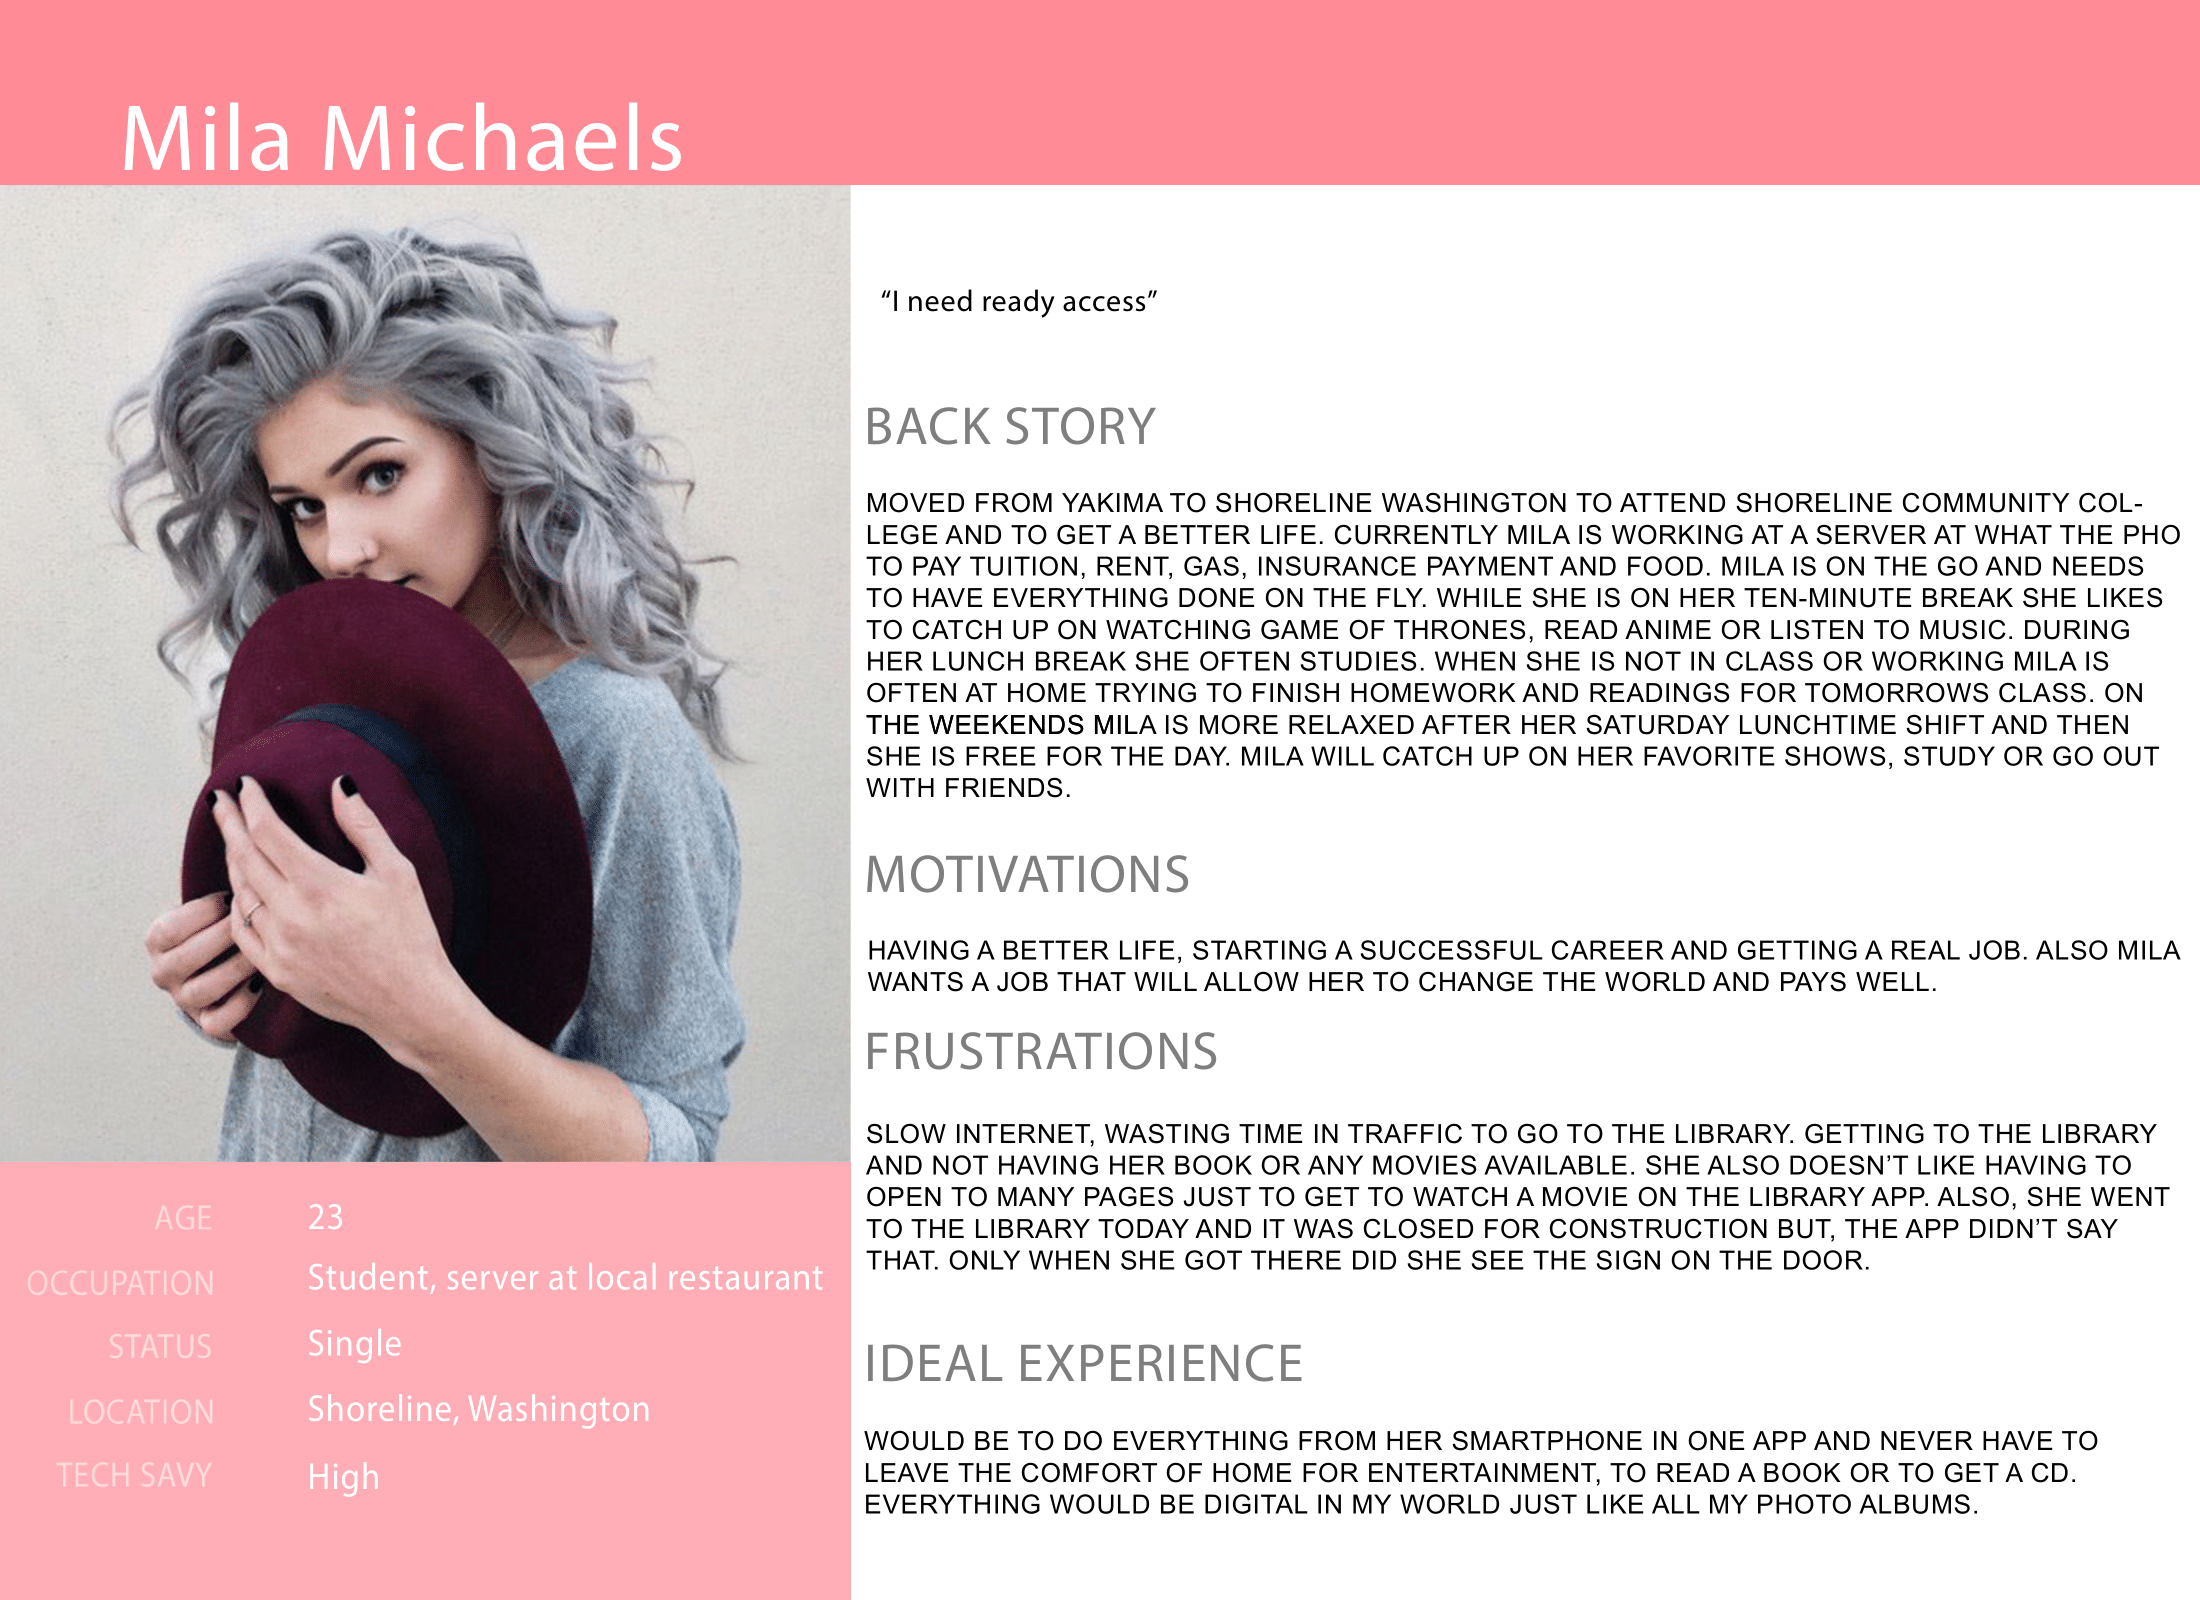 Mila Michaels
“I need ready access”
BACK STORY
MOVED FROM YAKIMA TO SHORELINE WASHINGTON TO ATTEND SHORELINE COMMUNITY COL-
LEGE AND TO GET A BETTER LIFE. CURRENTLY MILA IS WORKING AT A SERVER AT WHAT THE PHO
TO PAY TUITION, RENT, GAS, INSURANCE PAYMENT AND FOOD. MILA IS ON THE GO AND NEEDS
TO HAVE EVERYTHING DONE ON THE FLY. WHILE SHE IS ON HER TEN-MINUTE BREAK SHE LIKES
TO CATCH UP ON WATCHING GAME OF THRONES, READ ANIME OR LISTEN TO MUSIC. DURING
HER LUNCH BREAK SHE OFTEN STUDIES. WHEN SHE IS NOT IN CLASS OR WORKING MILA IS
OFTEN AT HOME TRYING TO FINISH HOMEWORK AND READINGS FOR TOMORROWS CLASS. ON
THE WEEKENDS MILA IS MORE RELAXED AFTER HER SATURDAY LUNCHTIME SHIFT AND THEN
SHE IS FREE FOR THE DAY. MILA WILL CATCH UP ON HER FAVORITE SHOWS, STUDY OR GO OUT
WITH FRIENDS.
MOTIVATIONS
HAVING A BETTER LIFE, STARTING A SUCCESSFUL CAREER AND GETTING A REAL JOB. ALSO MILA
WANTS A JOB THAT WILL ALLOW HER TO CHANGE THE WORLD AND PAYS WELL.
FRUSTRATIONS
SLOW INTERNET, WASTING TIME IN TRAFFIC TO GO TO THE LIBRARY. GETTING TO THE LIBRARY
AND NOT HAVING HER BOOK OR ANY MOVIES AVAILABLE. SHE ALSO DOESN’T LIKE HAVING TO
OPEN TO MANY PAGES JUST TO GET TO WATCH A MOVIE ON THE LIBRARY APP. ALSO, SHE WENT
TO THE LIBRARY TODAY AND IT WAS CLOSED FOR CONSTRUCTION BUT, THE APP DIDN’T SAY
THAT. ONLY WHEN SHE GOT THERE DID SHE SEE THE SIGN ON THE DOOR.
IDEAL EXPERIENCE
WOULD BE TO DO EVERYTHING FROM HER SMARTPHONE IN ONE APP AND NEVER HAVE TO
LEAVE THE COMFORT OF HOME FOR ENTERTAINMENT, TO READ A BOOK OR TO GET A CD.
EVERYTHING WOULD BE DIGITAL IN MY WORLD JUST LIKE ALL MY PHOTO ALBUMS.
AGE 23
OCCUPATION Student, server at local restaurant
STATUS Single
LOCATION Shoreline, Washington
TECH SAVY High